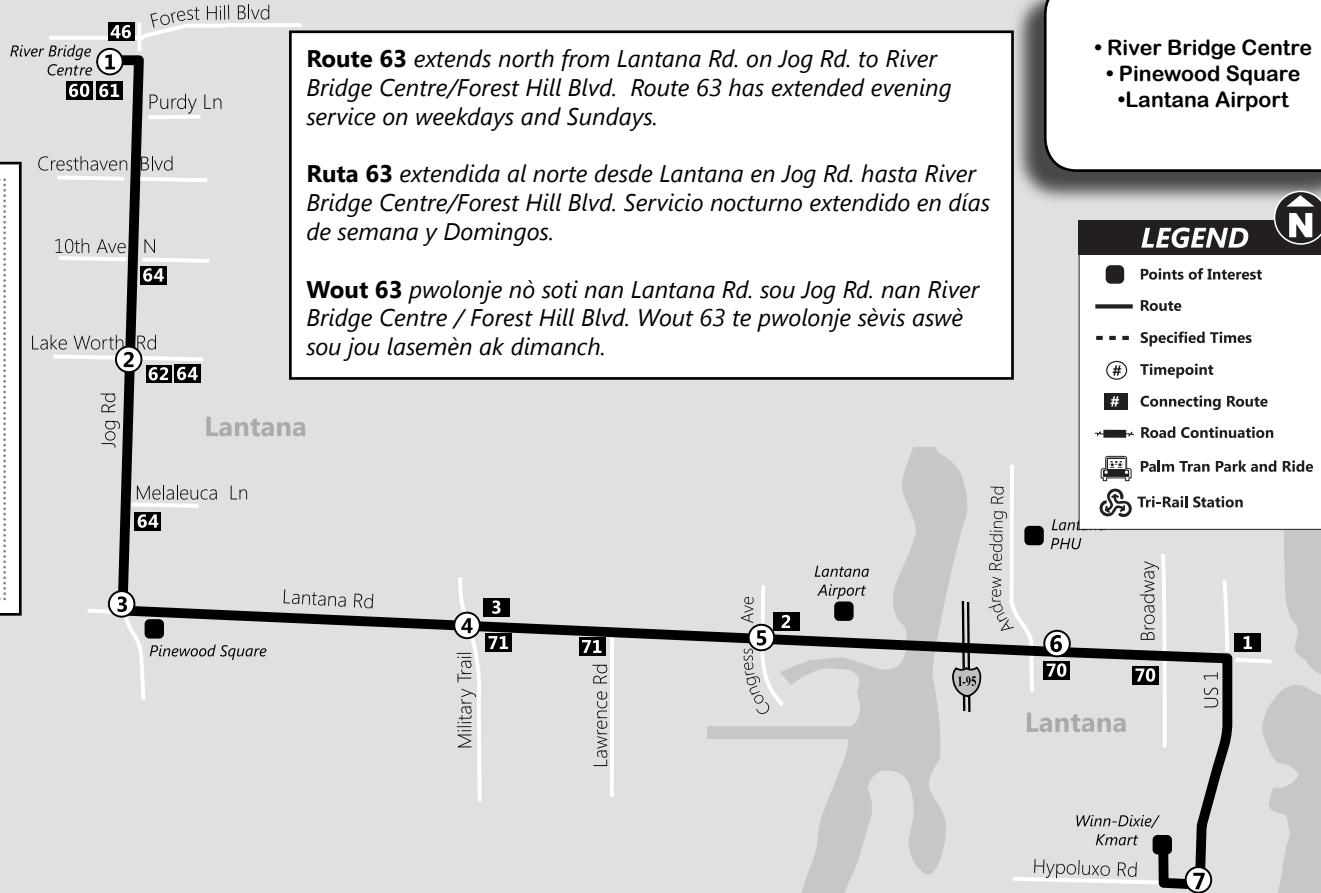 Forest Hill Blvd
46
River Bridge
Centre
1
60 61
Purdy Ln
Cresthaven Blvd
10th Ave N
64
Lake Worth Rd
2
62 64
Jog Rd
Lantana
Melaleuca Ln
64
3
Pinewood Square
Lantana Rd
4
3
71
Military Trail
71
Lawrence Rd
5
2
Congress Ave
Lantana
Airport
I-95
Andrew Redding Rd
Lantana
PHU
6
70
Broadway
70
1
US 1
Lantana
Winn-Dixie/
Kmart
Hypoluxo Rd
7
Route 63 extends north from Lantana Rd. on Jog Rd. to River
Bridge Centre/Forest Hill Blvd. Route 63 has extended evening
service on weekdays and Sundays.
Ruta 63 extendida al norte desde Lantana en Jog Rd. hasta River
Bridge Centre/Forest Hill Blvd. Servicio nocturno extendido en días
de semana y Domingos.
Wout 63 pwolonje nò soti nan Lantana Rd. sou Jog Rd. nan River
Bridge Centre / Forest Hill Blvd. Wout 63 te pwolonje sèvis aswè
sou jou lasemèn ak dimanch.
• River Bridge Centre
• Pinewood Square
•Lantana Airport
N
LEGEND
Points of Interest
Route
Specified Times
# Timepoint
# Connecting Route
Road Continuation
Palm Tran Park and Ride
Tri-Rail Station